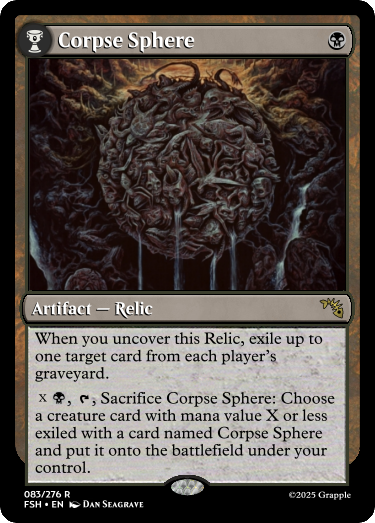 Corpse Sphere
Artifact — Relic
When you uncover this Relic, exile up to
one target card from each player's
graveyard.
X , , Sacrifice Corpse Sphere: Choose
a creature card with mana value X or less
exiled with a card named Corpse Sphere
and put it onto the battlefield under your
control.
083/276 R
FSH • EN Dan Seagrave
©2025 Grapple